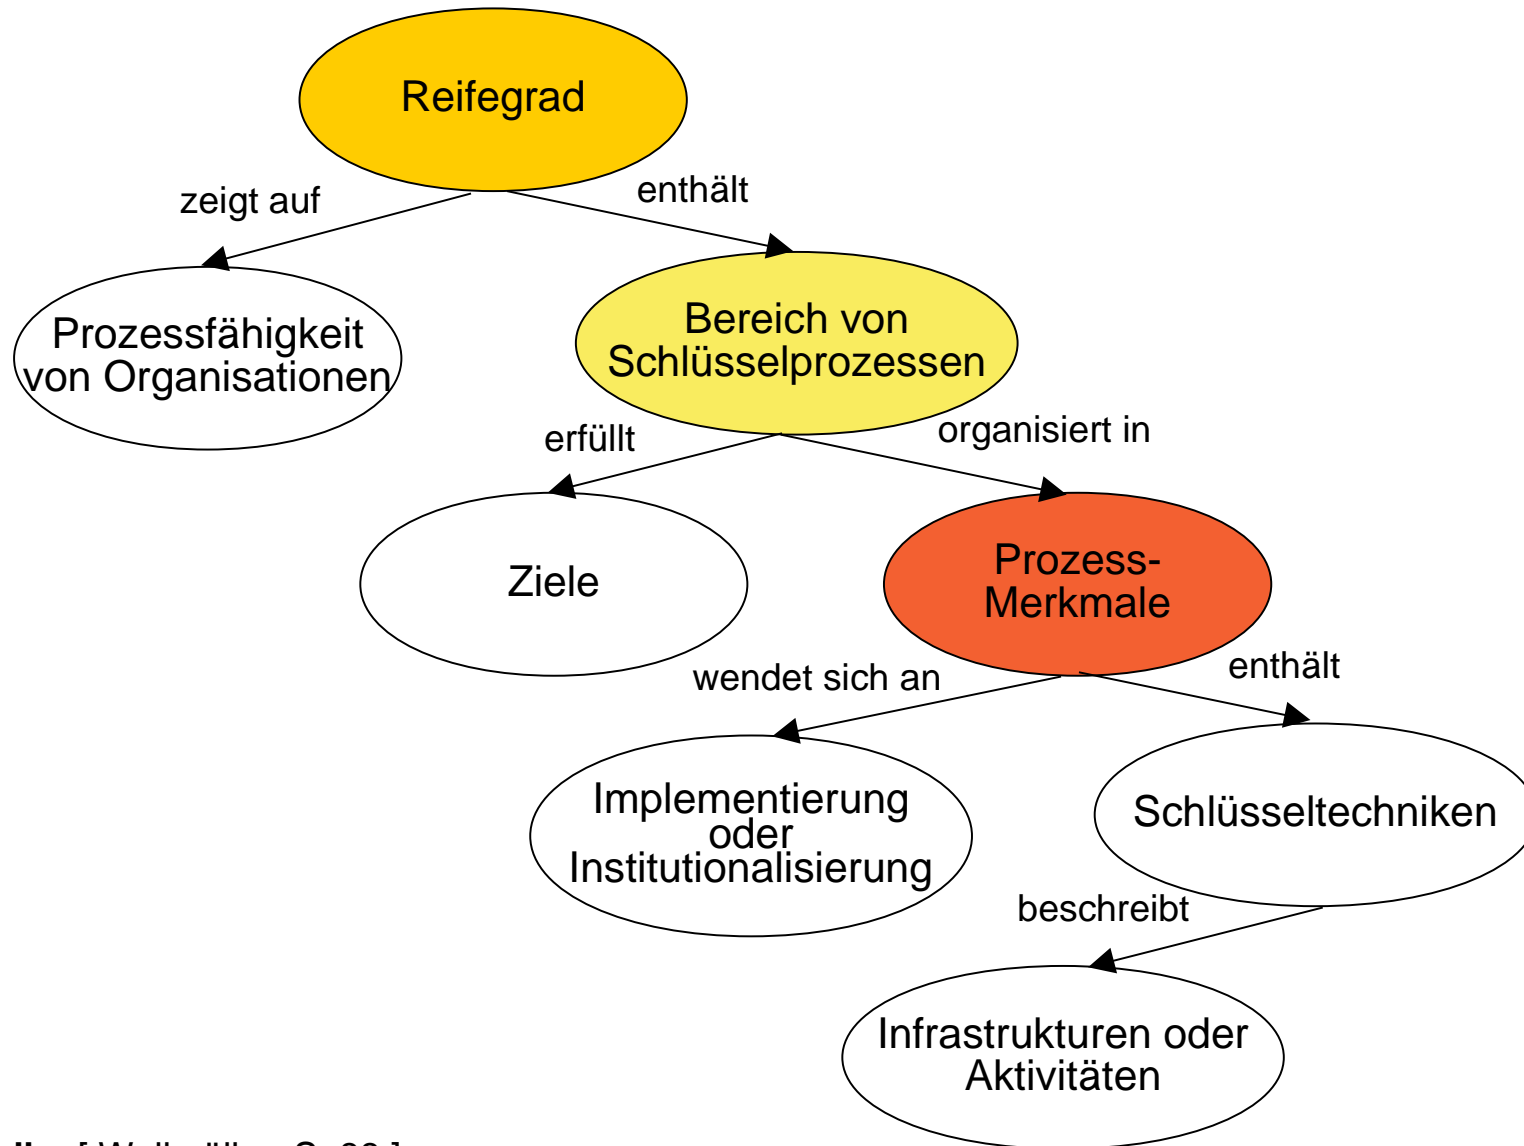 Reifegrad
zeigt auf
enthält
Prozessfähigkeit
von Organisationen
Bereich von
Schlüsselprozessen
erfüllt
organisiert in
Ziele
Prozess-
Merkmale
wendet sich an
enthält
Implementierung
oder
Institutionalisierung
Schlüsseltechniken
beschreibt
Infrastrukturen oder
Aktivitäten